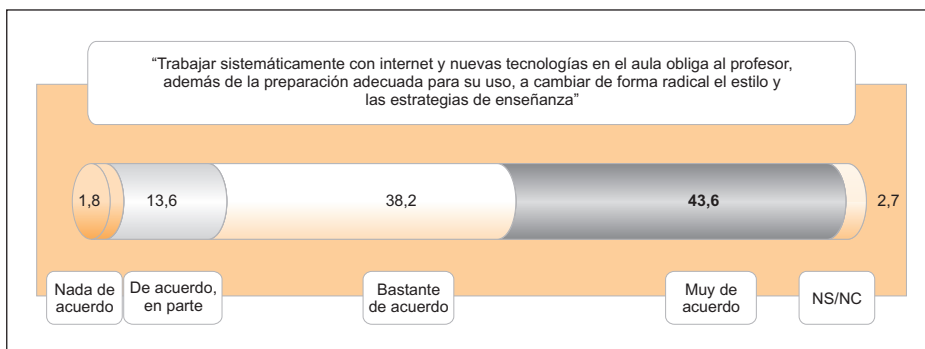 “Trabajar sistemáticamente con internet y nuevas tecnologías en el aula obliga al profesor,
además de la preparación adecuada para su uso, a cambiar de forma radical el estilo y
las estrategias de enseñanza”
1,8
13,6
38,2
43,6
2,7
Nada de
acuerdo
De acuerdo,
en parte
Bastante
de acuerdo
Muy de
acuerdo
NS/NC